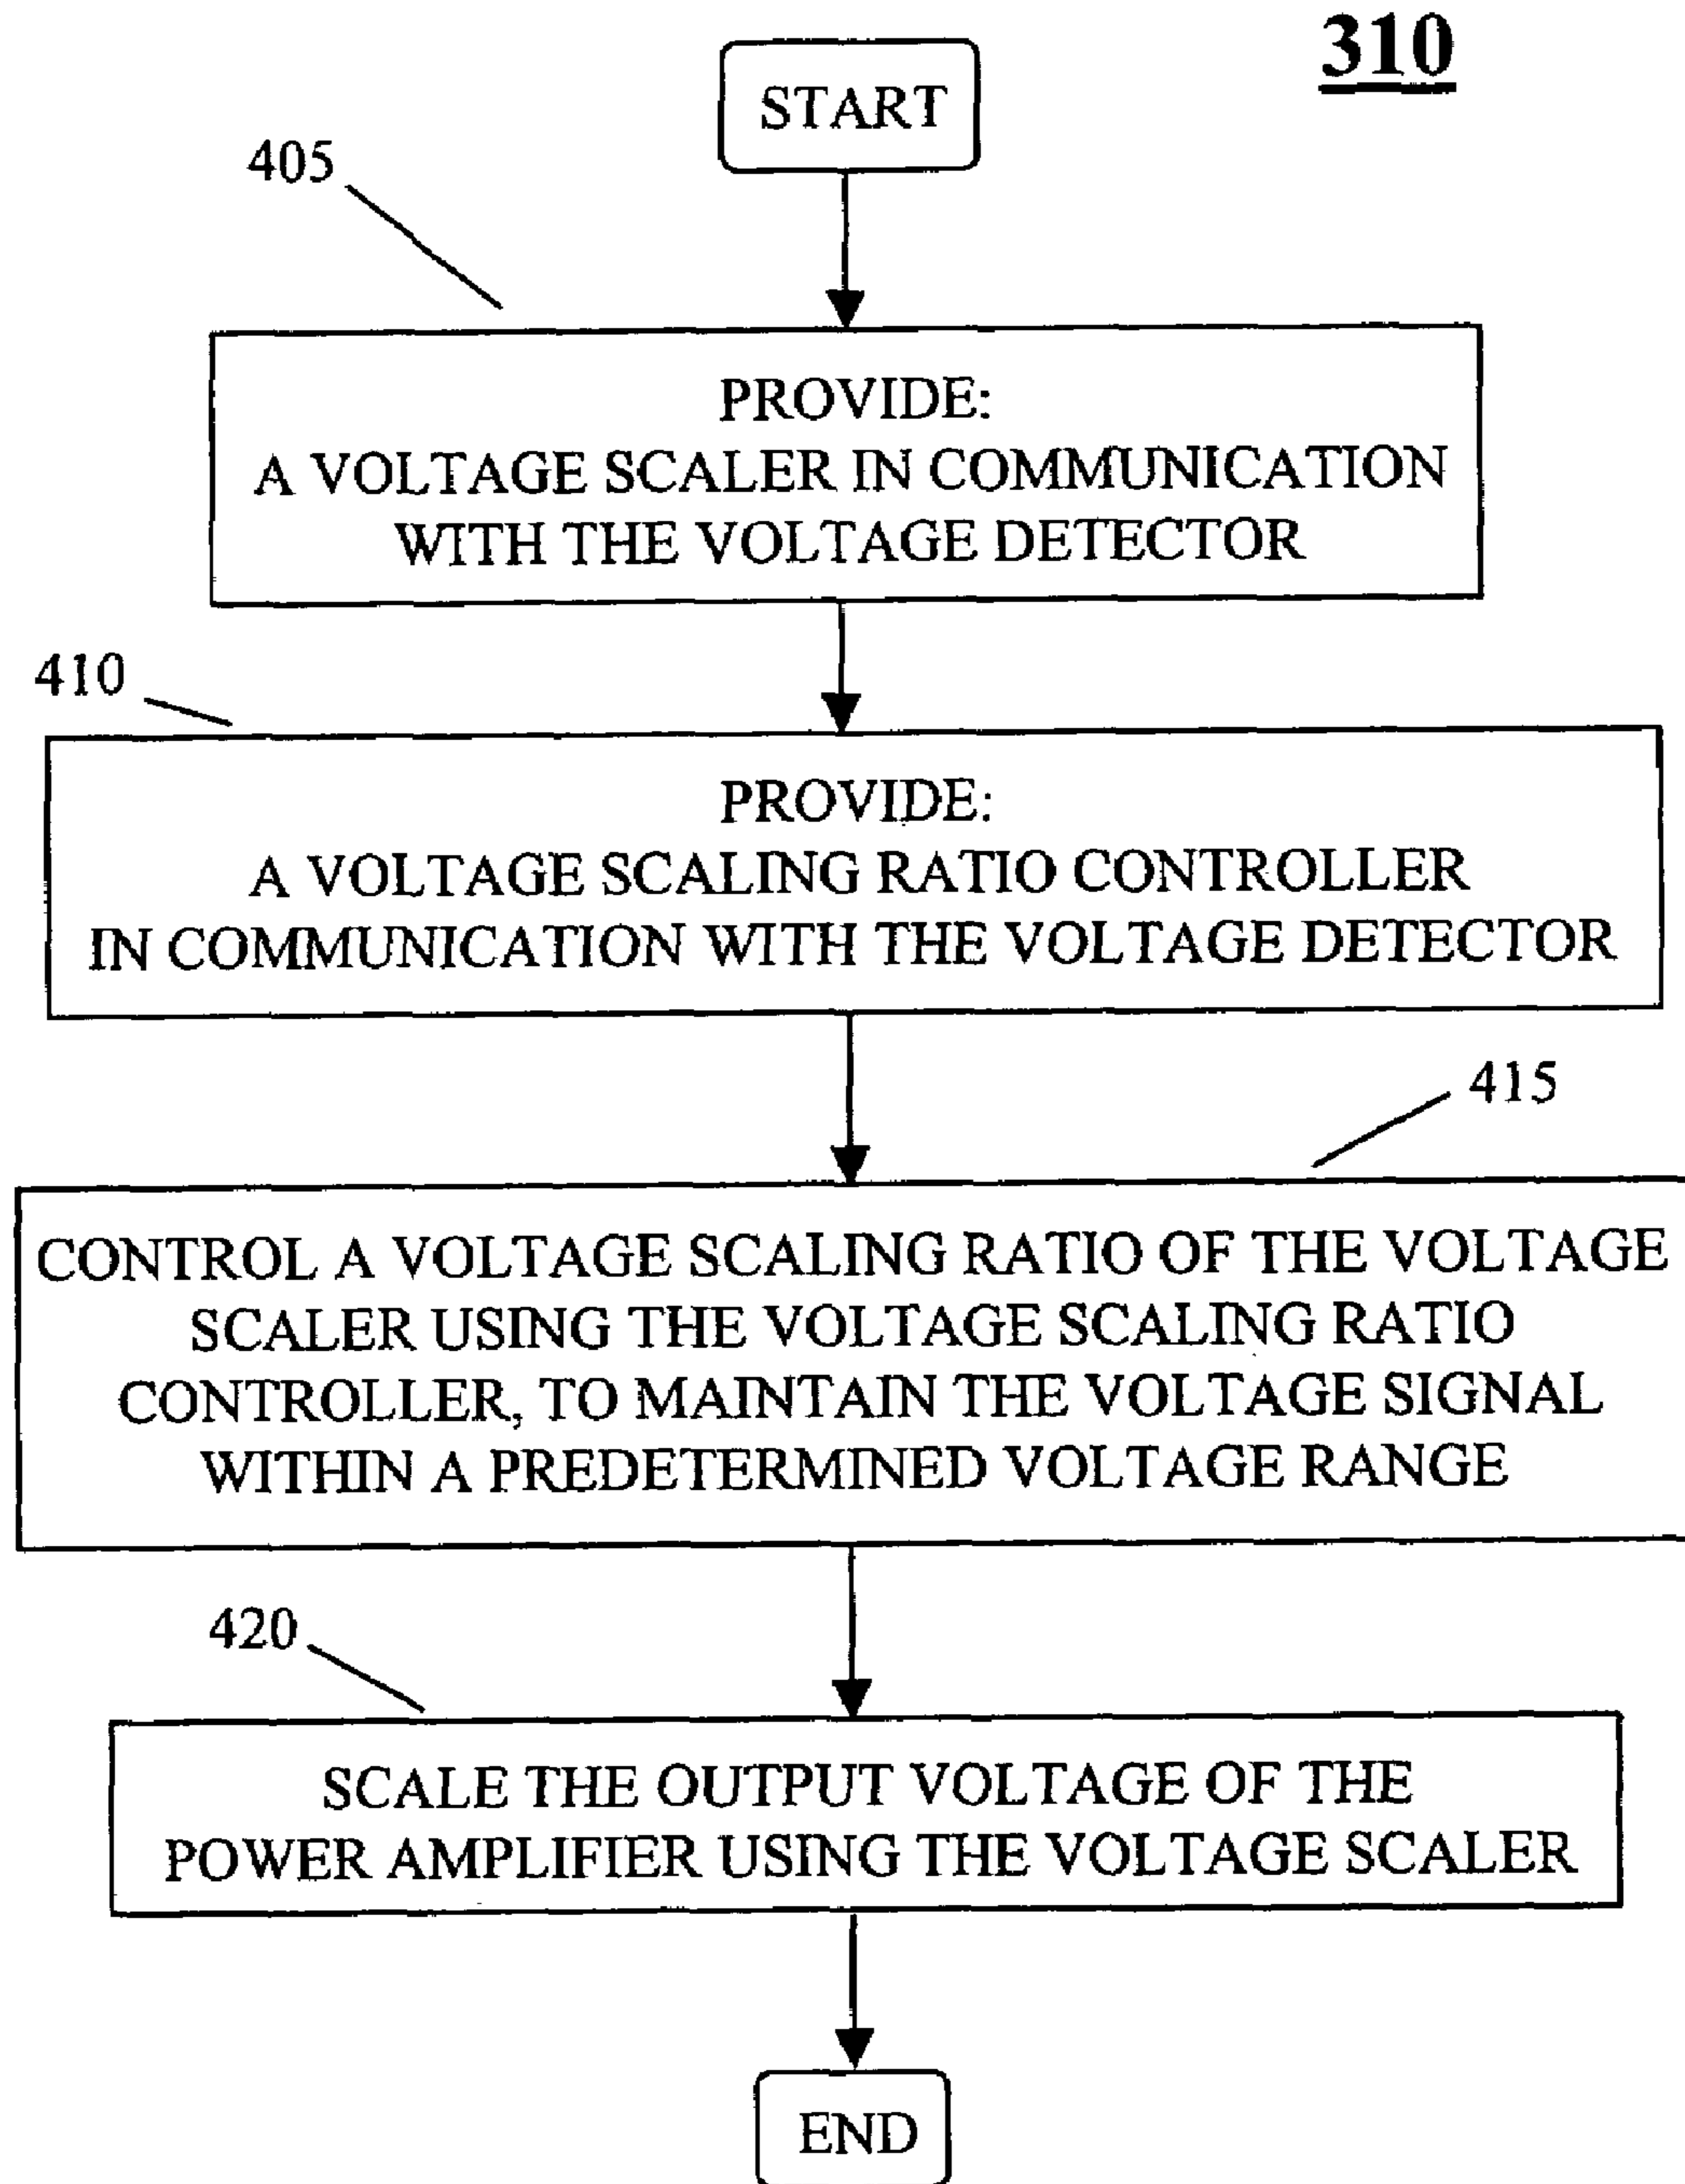 310
START
405
PROVIDE:
A VOLTAGE SCALER IN COMMUNICATION
WITH THE VOLTAGE DETECTOR
410
PROVIDE:
A VOLTAGE SCALING RATIO CONTROLLER
IN COMMUNICATION WITH THE VOLTAGE DETECTOR
415
CONTROL A VOLTAGE SCALING RATIO OF THE VOLTAGE
SCALER USING THE VOLTAGE SCALING RATIO
CONTROLLER, TO MAINTAIN THE VOLTAGE SIGNAL
WITHIN A PREDETERMINED VOLTAGE RANGE
420
SCALE THE OUTPUT VOLTAGE OF THE
POWER AMPLIFIER USING THE VOLTAGE SCALER
END